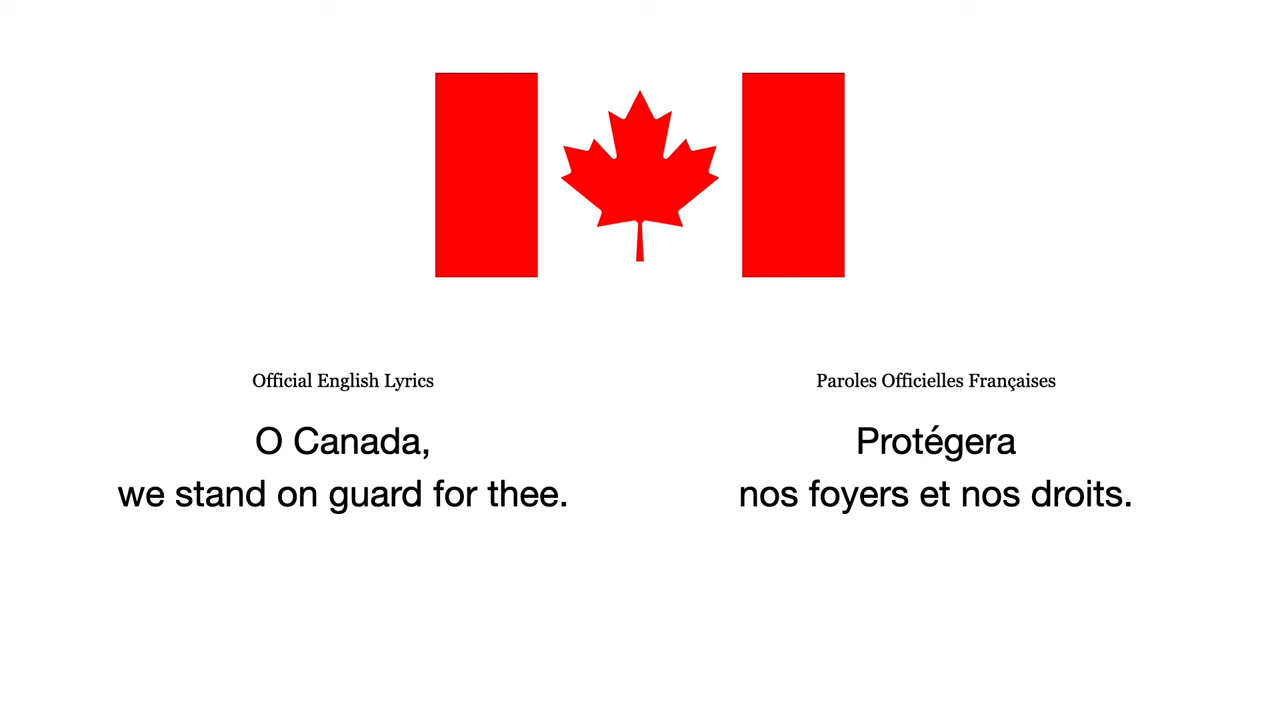 Official English Lyrics
O Canada,
we stand on guard for thee.
Paroles Officielles Françaises
Protégera
nos foyers et nos droits.